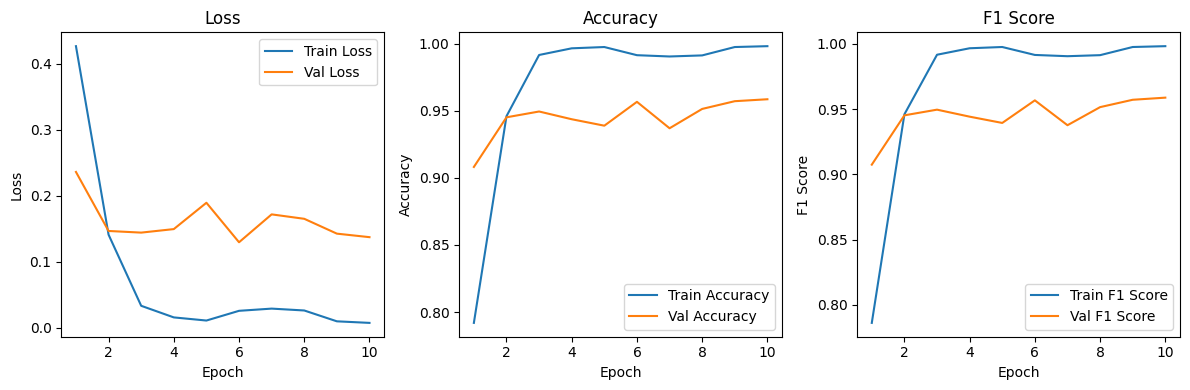 Loss
Loss
0.4
0.3
0.2
0.1
0.0
Train Loss
Val Loss
2 4 6 8 10
Epoch
Accuracy
Accuracy
1.00
0.95
0.90
0.85
0.80
Train Accuracy
Val Accuracy
2 4 6 8 10
Epoch
F1 Score
F1 Score
1.00
0.95
0.90
0.85
0.80
Train F1 Score
Val F1 Score
2 4 6 8 10
Epoch